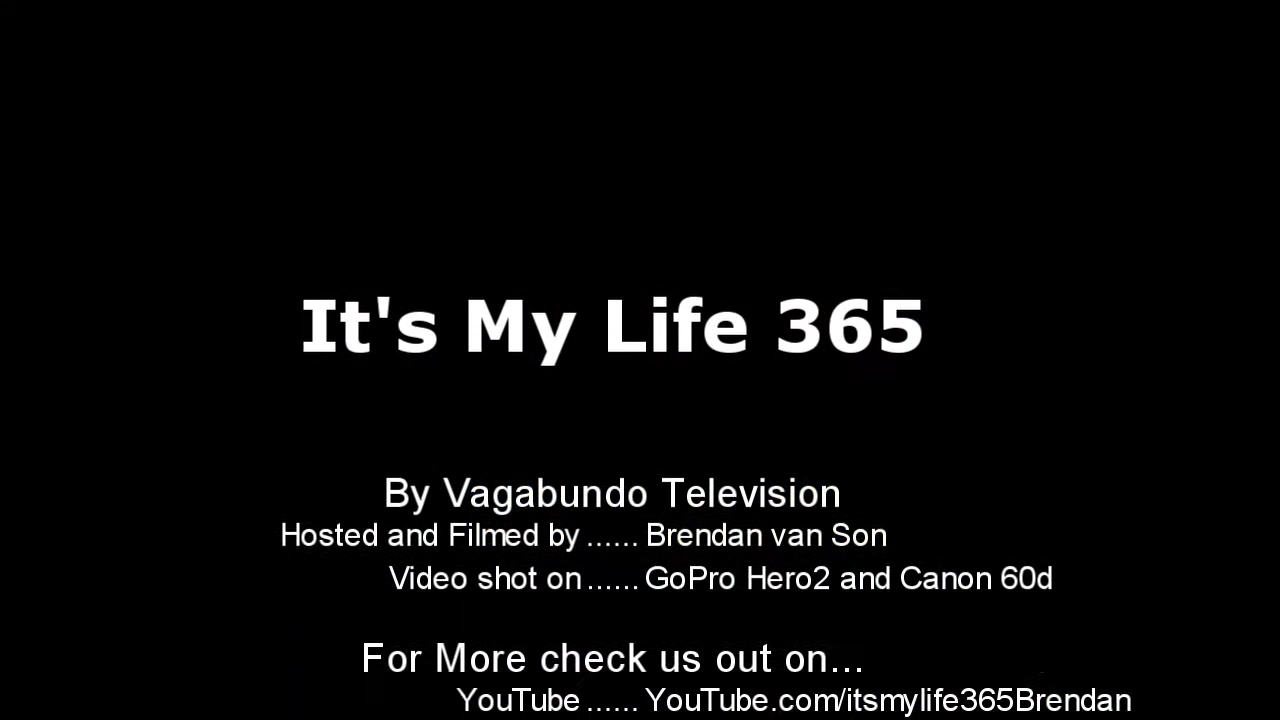 It's My Life 365
By Vagabundo Television
Hosted and Filmed by ...... Brendan van Son
Video shot on ...... GoPro Hero2 and Canon 60d
For More check us out on...
YouTube ...... YouTube.com/itsmylife365Brendan